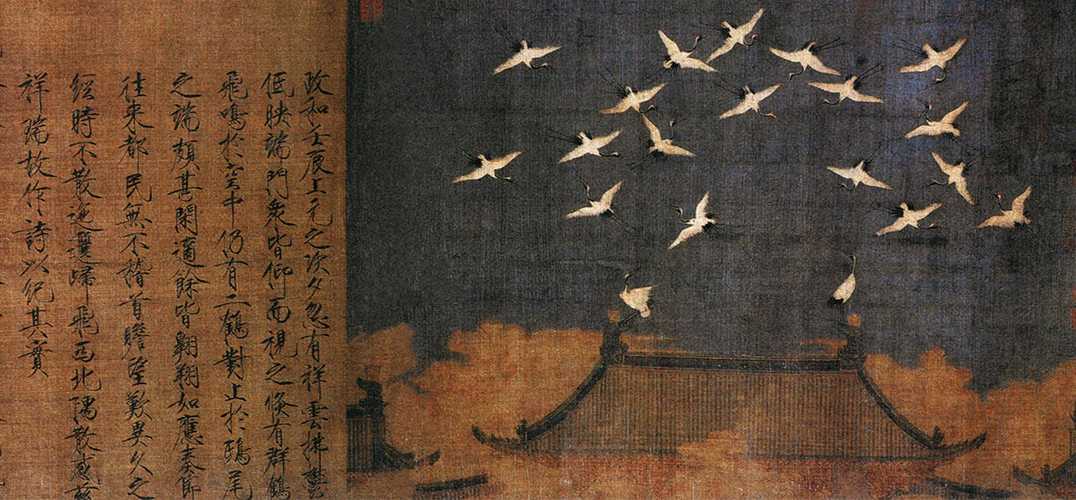 政和壬辰上元之次夕忽有祥雲拂鬱
低映端門衆皆仰而視之倏有群鶴
飛鳴於空中仍有二鶴對止於鴟尾
之端頗甚閑適餘皆翱翔如應奏節
往來都民無不稽首瞻望歎異久之
經時不散迤邐歸飛西北隅散感茲
祥瑞故作詩以紀其實